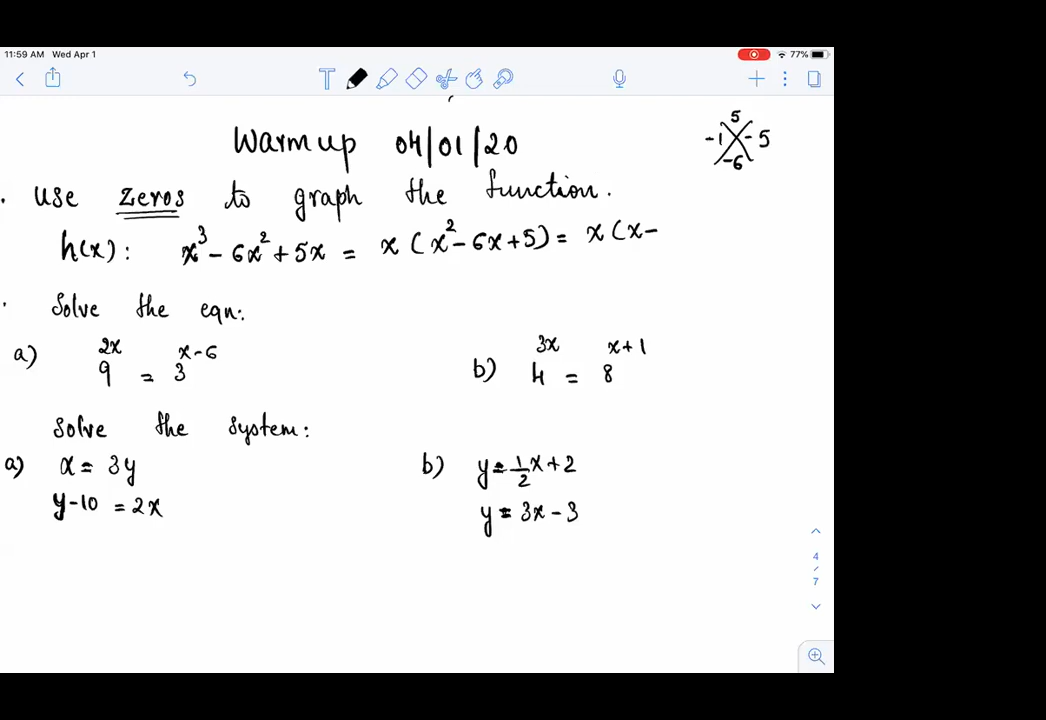 11:59 AM Wed Apr 1 77%
T
Warm up 04/01/20
5
-1 -5
-6
. Use Zeros to graph the function.
h(x): x³ - 6x² + 5x = x (x² - 6x + 5) = x (x -
. Solve the eqn:
a) 9^2x = 3^x-6 b) 4^3x = 8^x+1
Solve the system:
a) x = 3y b) y = 1/2 x + 2
y - 10 = 2x y = 3x - 3
4
/
7